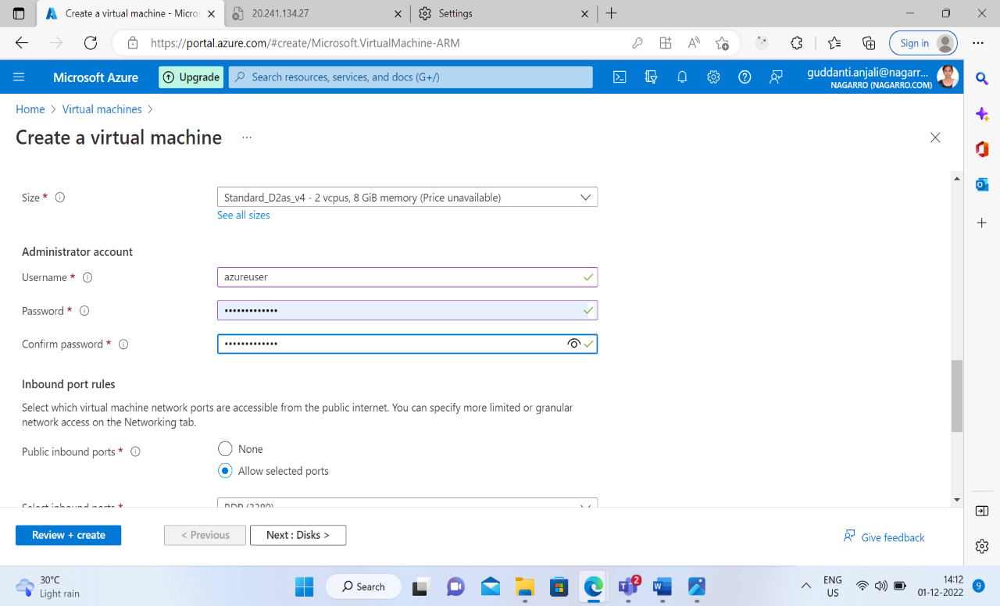 Create a virtual machine - Micros
20.241.134.27
Settings
https://portal.azure.com/#create/Microsoft.VirtualMachine-ARM
Sign in
Microsoft Azure
Upgrade
Search resources, services, and docs (G+/)
guddanti.anjali@nagarr...
NAGARRO (NAGARRO.COM)
Home > Virtual machines >
Create a virtual machine ...
Size *
Standard_D2as_v4 - 2 vcpus, 8 GiB memory (Price unavailable)
See all sizes
Administrator account
Username *
azureuser
Password *
•••••••••••••
Confirm password *
•••••••••••••
Inbound port rules
Select which virtual machine network ports are accessible from the public internet. You can specify more limited or granular
network access on the Networking tab.
Public inbound ports *
None
Allow selected ports
Select inbound ports *
RDP (3389)
Review + create
< Previous
Next : Disks >
Give feedback
30°C
Light rain
Search
2
ENG
US
14:12
01-12-2022
9